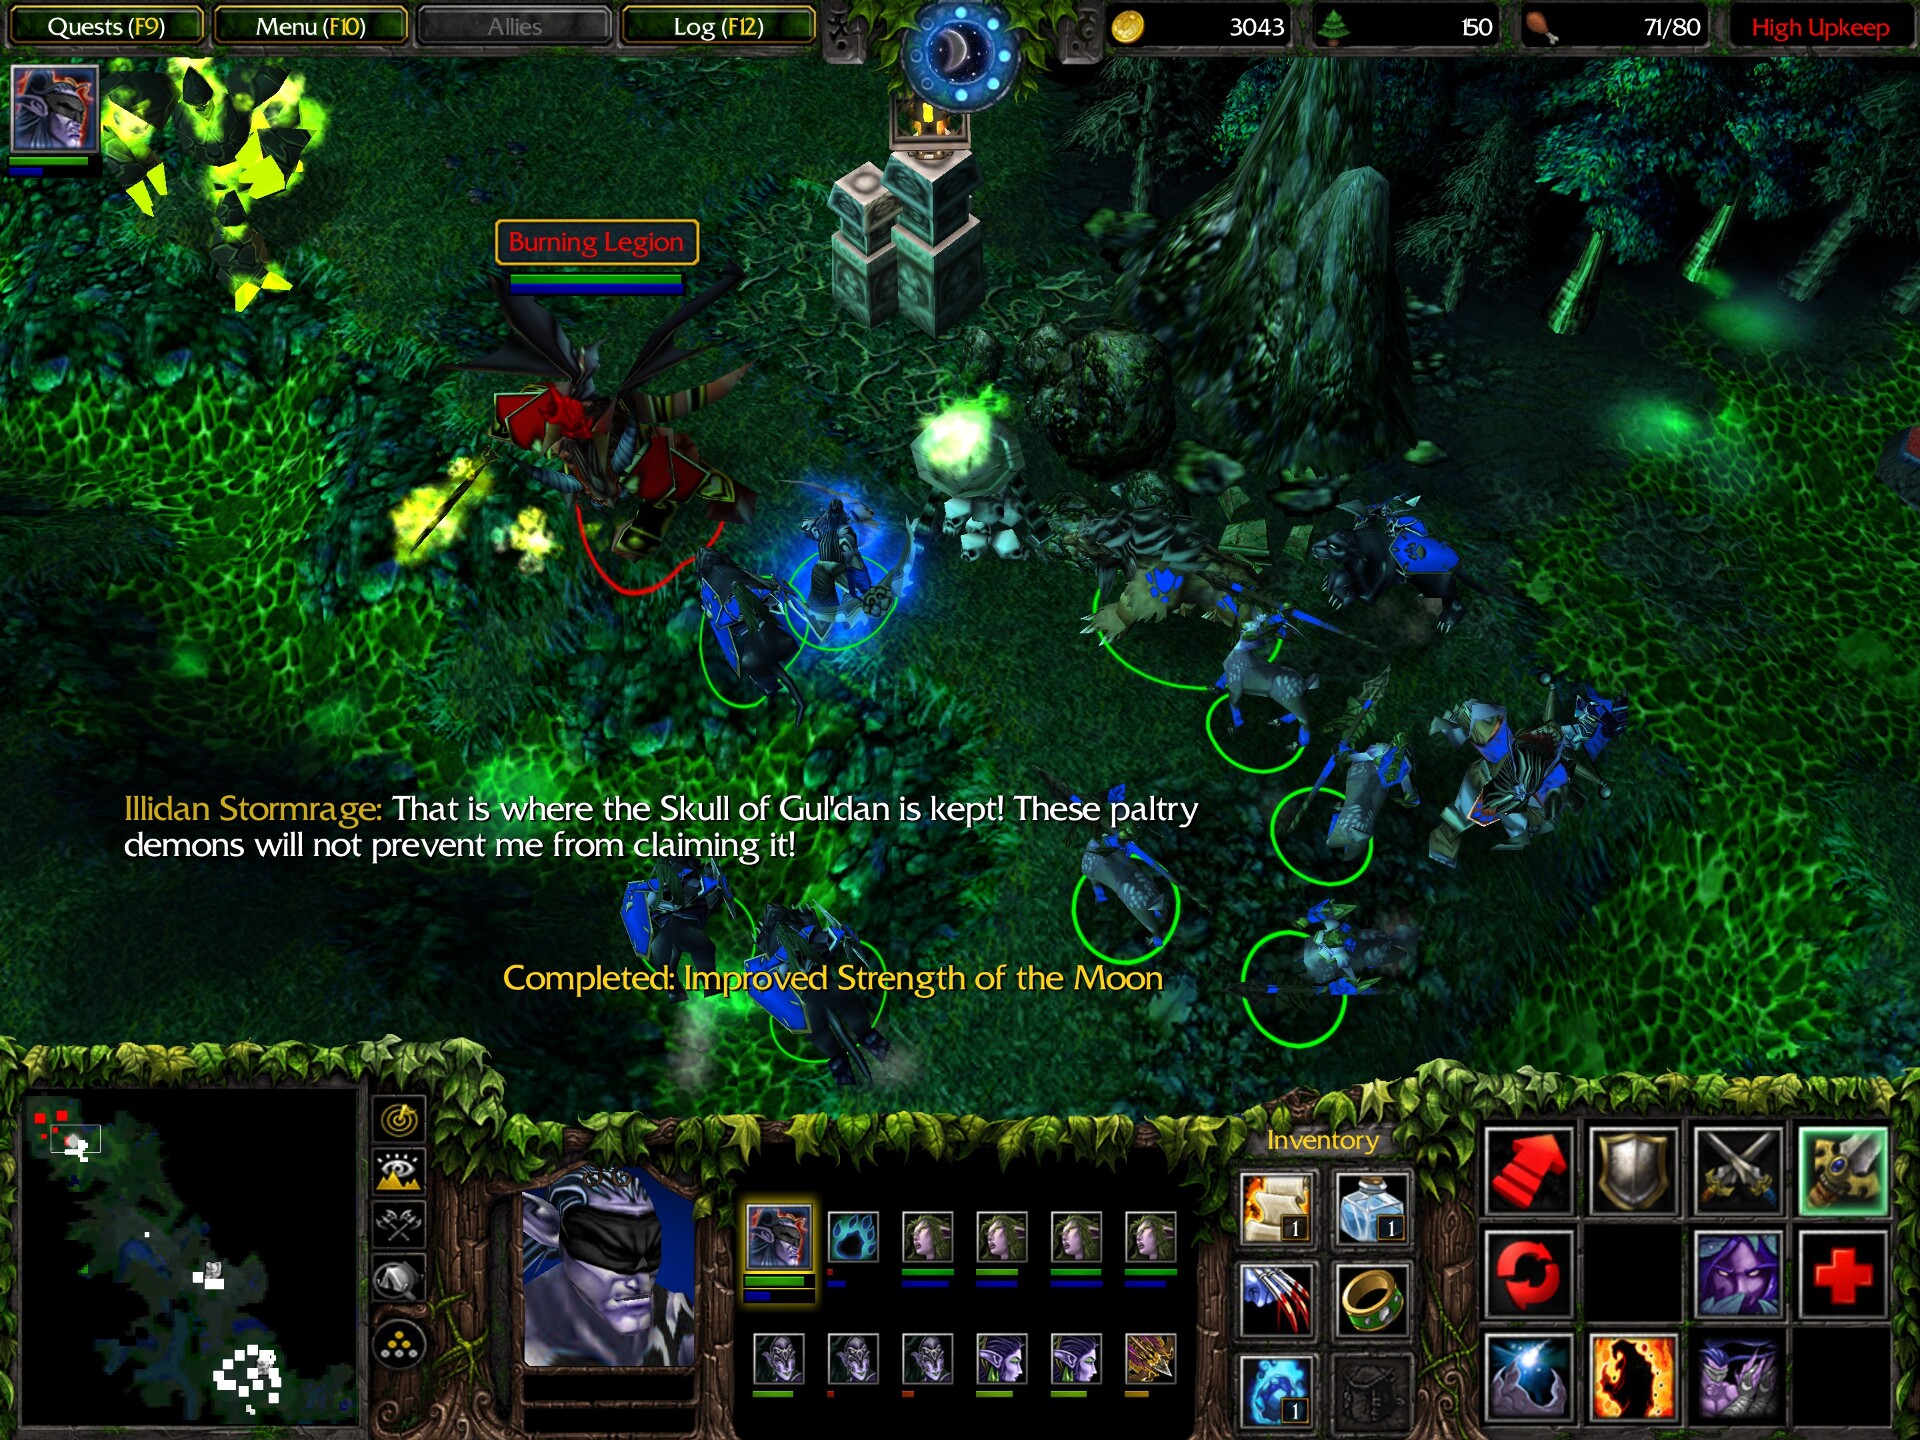 Quests (F9) Menu (F10) Allies Log (F12) 3043 150 71/80 High Upkeep
Burning Legion
Illidan Stormrage: That is where the Skull of Gul'dan is kept! These paltry
demons will not prevent me from claiming it!
Completed: Improved Strength of the Moon
Inventory
1 1
1